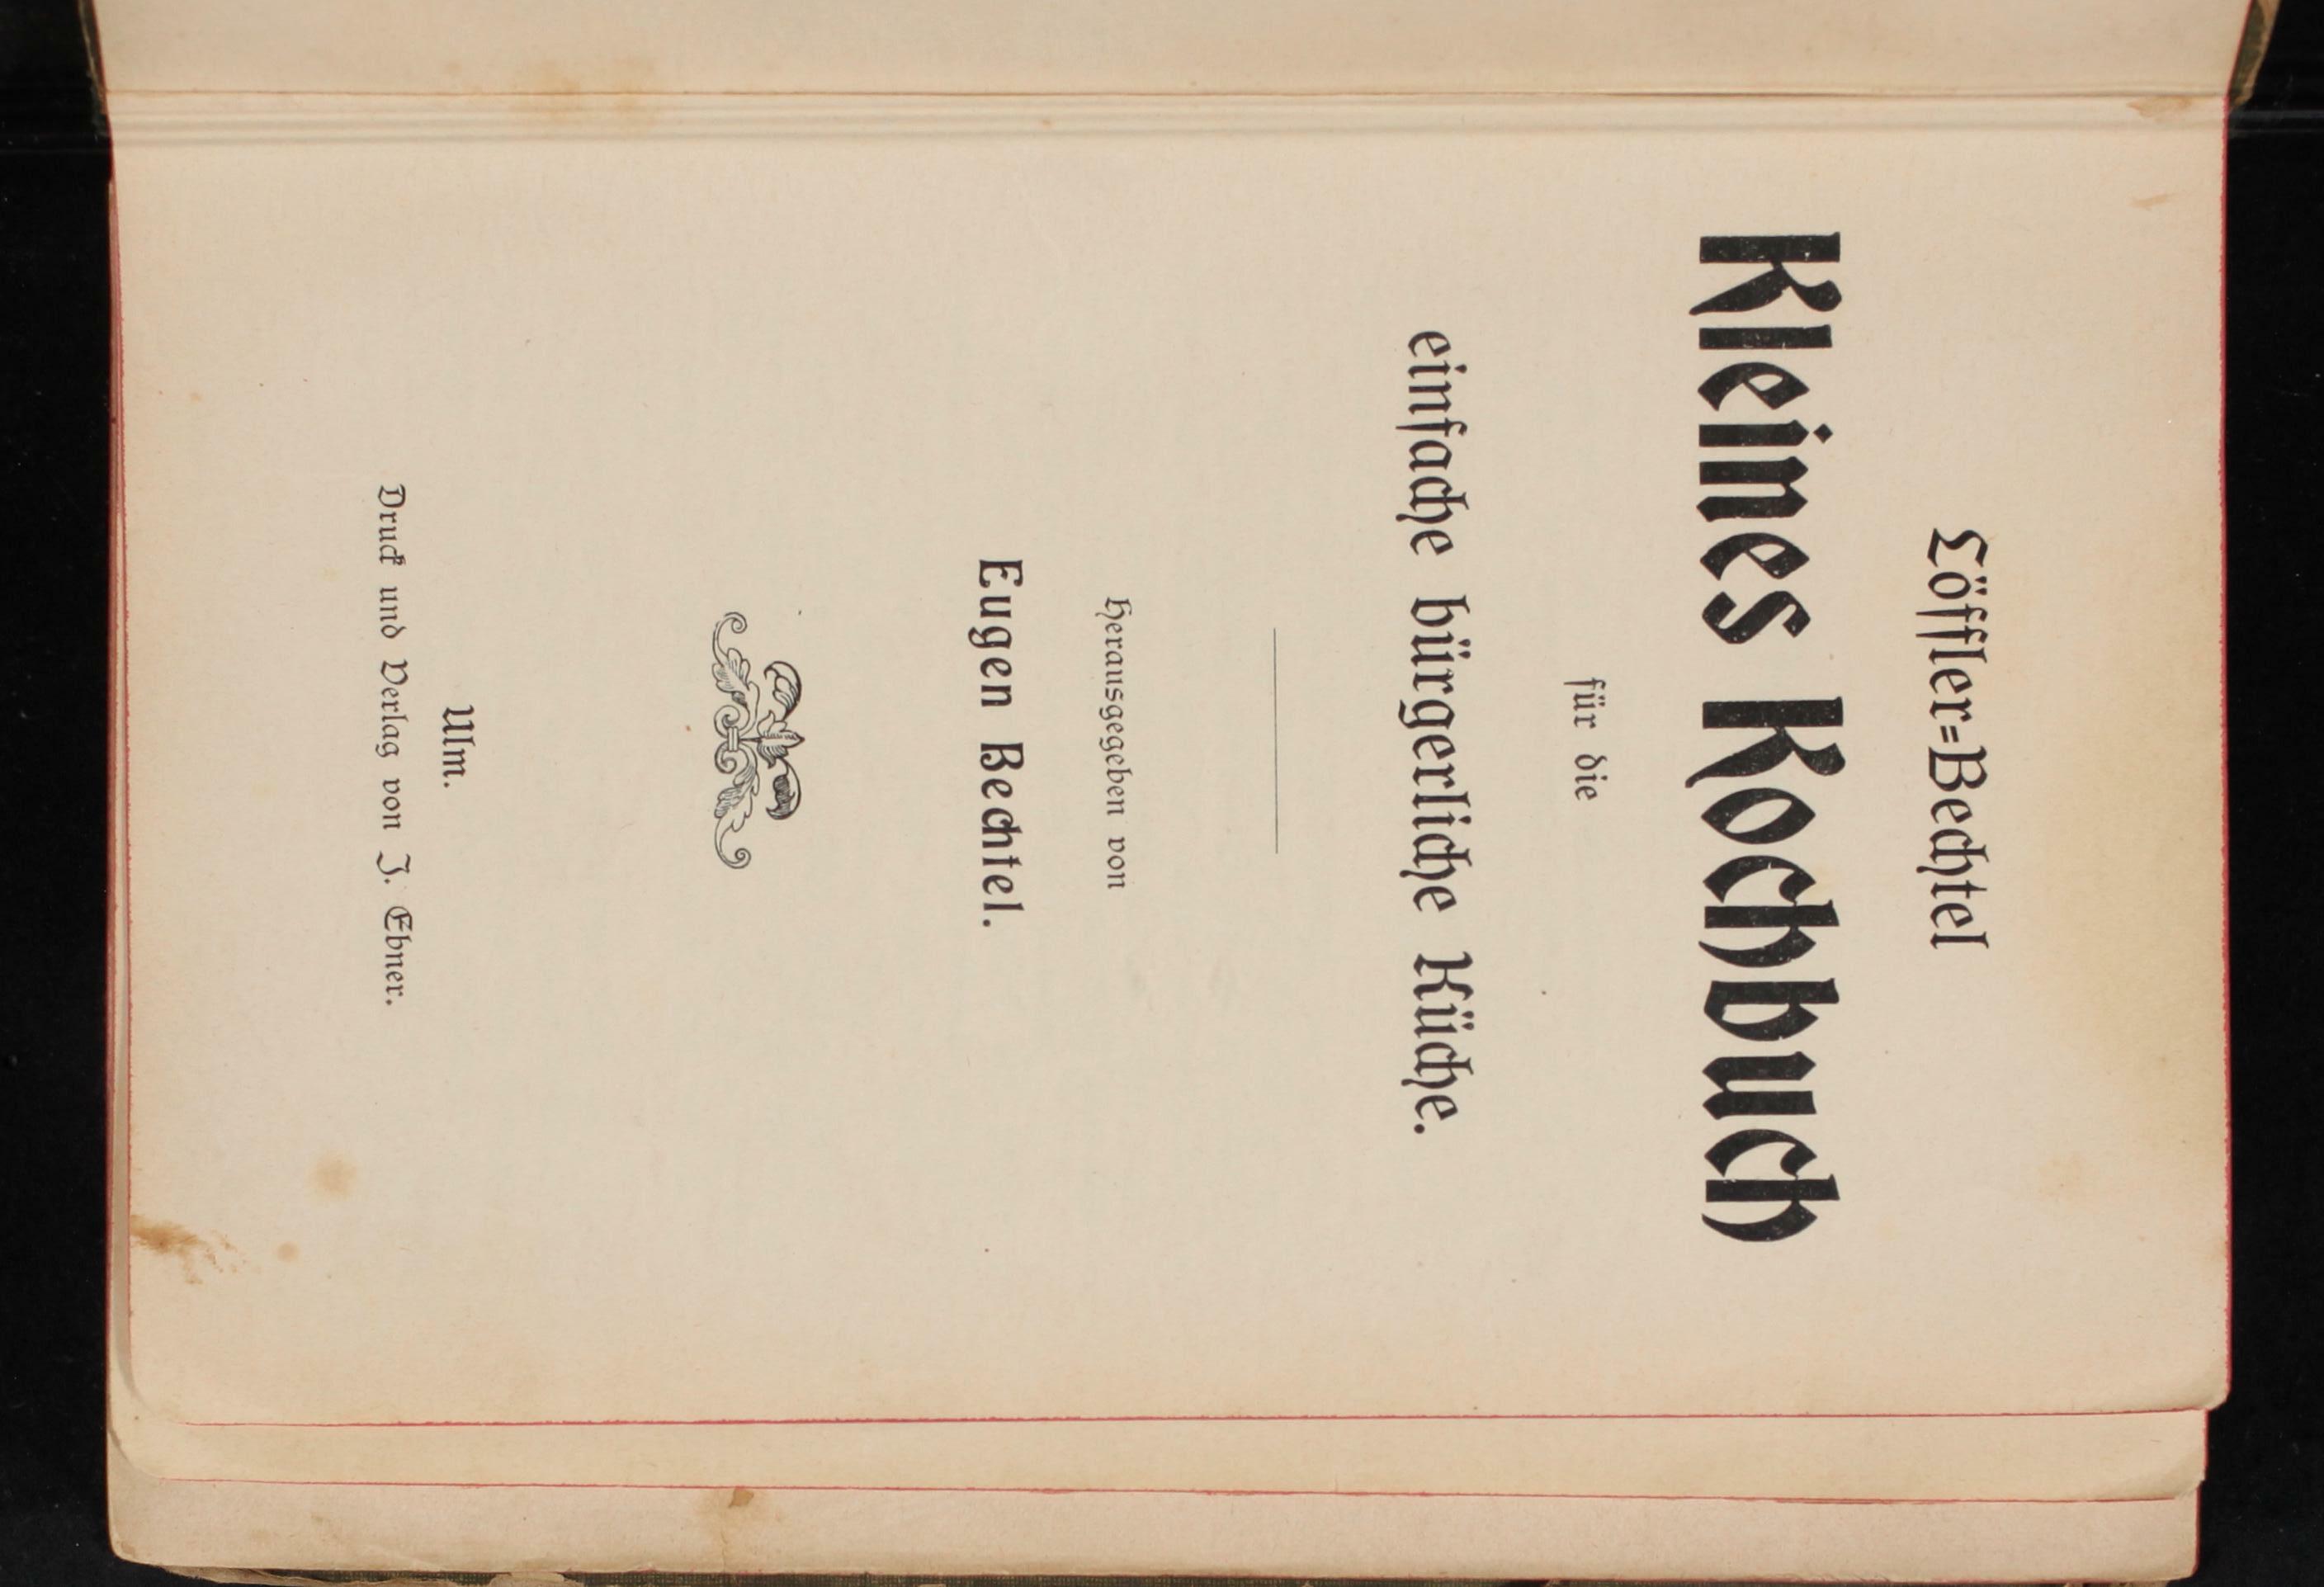 Löffler=Bechtel
Kleines Kochbuch
für die
einfache bürgerliche Küche.
Herausgegeben von
Eugen Bechtel.
Ulm.
Druck und Verlag von J. Ebner.